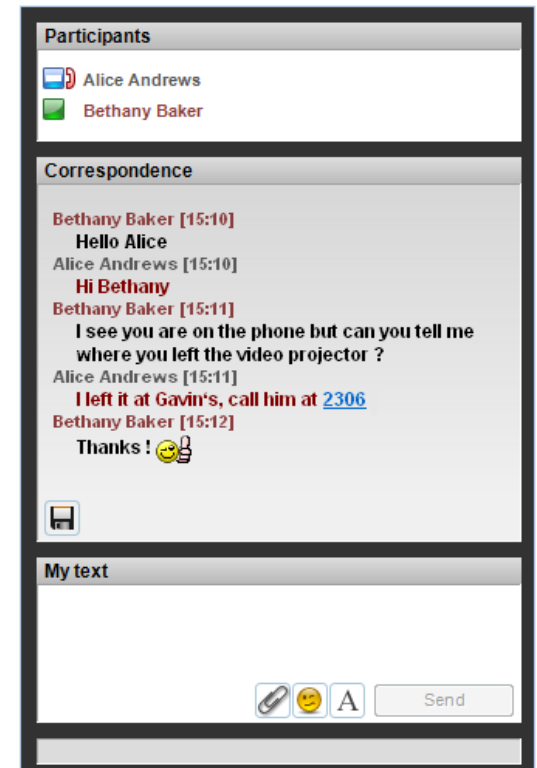 Participants
Alice Andrews
Bethany Baker
Correspondence
Bethany Baker [15:10]
Hello Alice
Alice Andrews [15:10]
Hi Bethany
Bethany Baker [15:11]
I see you are on the phone but can you tell me
where you left the video projector ?
Alice Andrews [15:11]
I left it at Gavin‘s, call him at 2306
Bethany Baker [15:12]
Thanks !
My text
A
Send